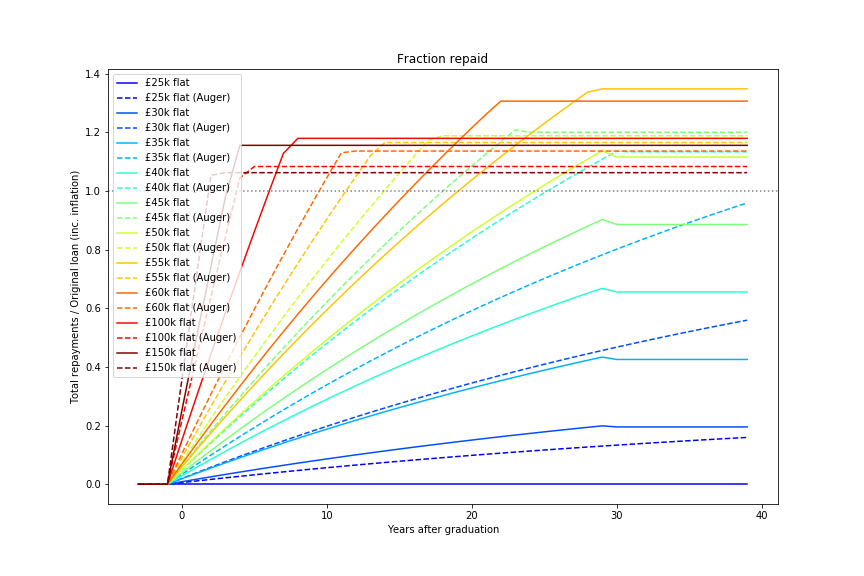 Fraction repaid
Total repayments / Original loan (inc. inflation)
1.4
1.2
1.0
0.8
0.6
0.4
0.2
0.0
£25k flat
£25k flat (Auger)
£30k flat
£30k flat (Auger)
£35k flat
£35k flat (Auger)
£40k flat
£40k flat (Auger)
£45k flat
£45k flat (Auger)
£50k flat
£50k flat (Auger)
£55k flat
£55k flat (Auger)
£60k flat
£60k flat (Auger)
£100k flat
£100k flat (Auger)
£150k flat
£150k flat (Auger)
0 10 20 30 40
Years after graduation